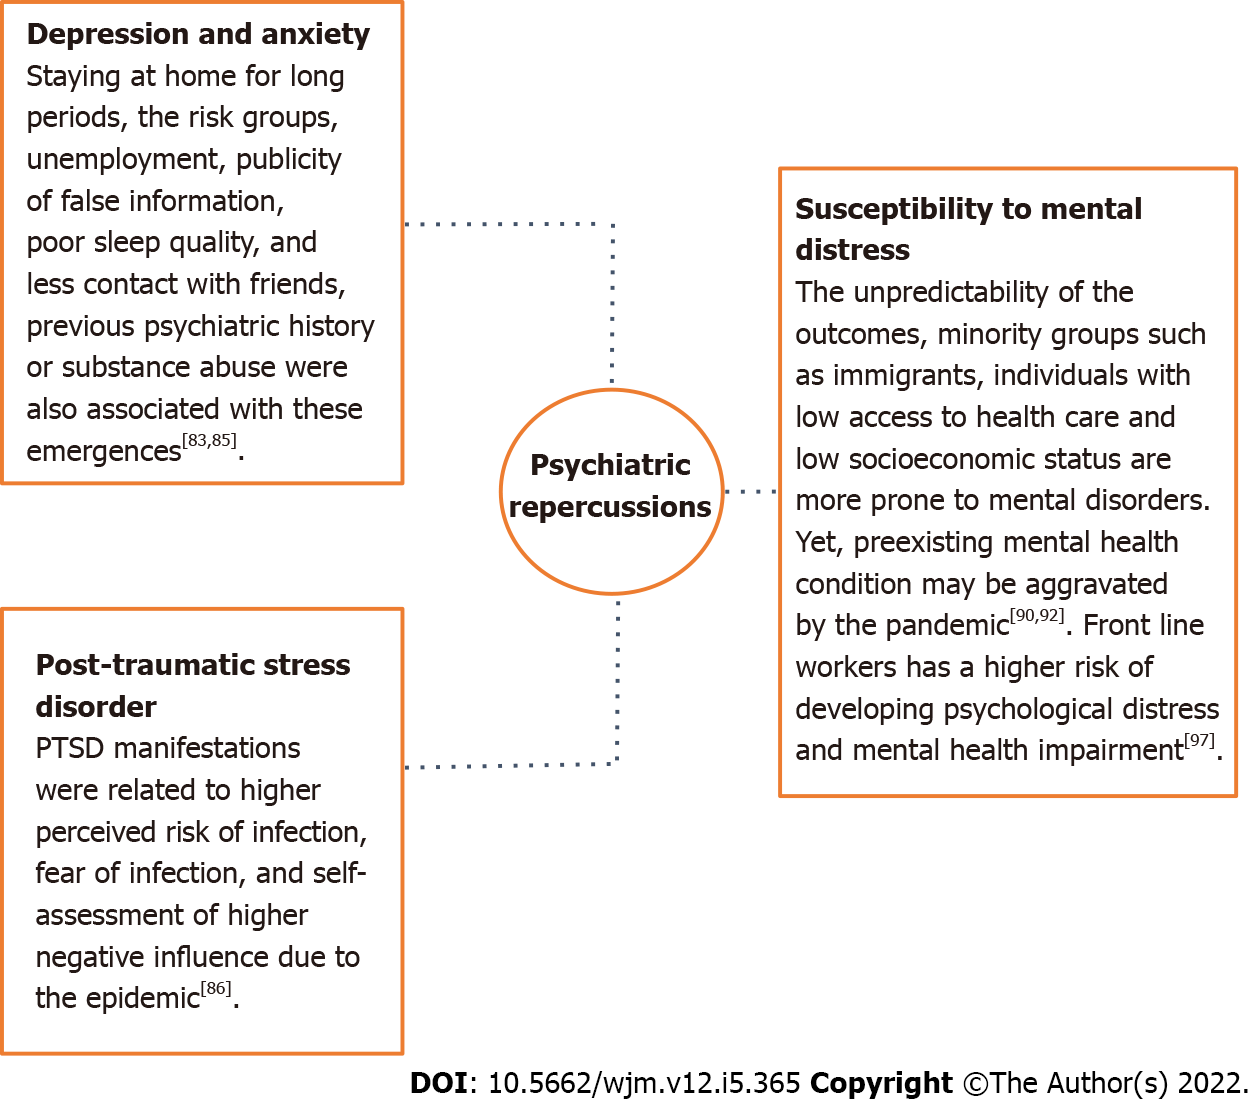 Depression and anxiety
Staying at home for long
periods, the risk groups,
unemployment, publicity
of false information,
poor sleep quality, and
less contact with friends,
previous psychiatric history
or substance abuse were
also associated with these
emergences[83,85].
Susceptibility to mental
distress
The unpredictability of the
outcomes, minority groups such
as immigrants, individuals with
low access to health care and
low socioeconomic status are
more prone to mental disorders.
Yet, preexisting mental health
condition may be aggravated
by the pandemic[90,92]. Front line
workers has a higher risk of
developing psychological distress
and mental health impairment[97].
Psychiatric
repercussions
Post-traumatic stress
disorder
PTSD manifestations
were related to higher
perceived risk of infection,
fear of infection, and self-
assessment of higher
negative influence due to
the epidemic[86].
DOI: 10.5662/wjm.v12.i5.365 Copyright ©The Author(s) 2022.